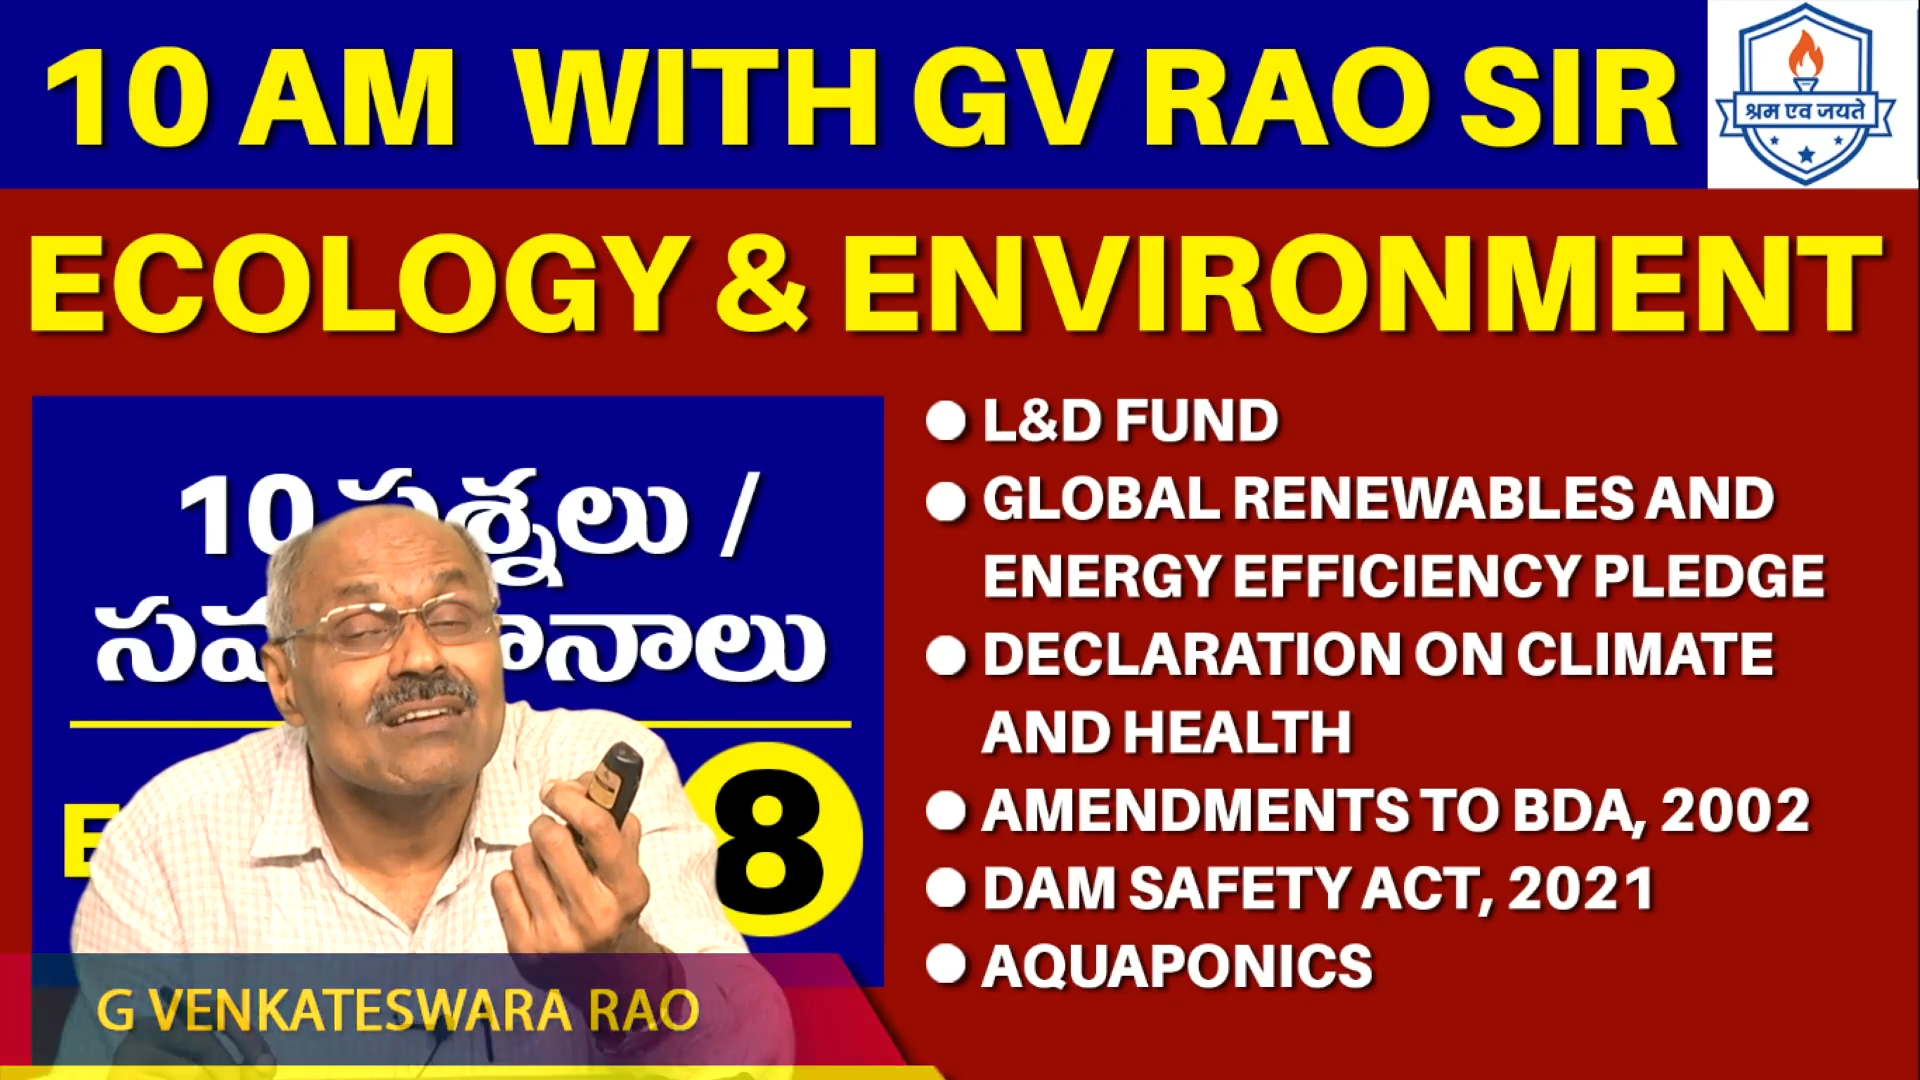 10 AM WITH GV RAO SIR
श्रम एव जयते
ECOLOGY & ENVIRONMENT
10 /
8
● L&D FUND
● GLOBAL RENEWABLES AND
ENERGY EFFICIENCY PLEDGE
● DECLARATION ON CLIMATE
AND HEALTH
● AMENDMENTS TO BDA, 2002
● DAM SAFETY ACT, 2021
● AQUAPONICS
G VENKATESWARA RAO